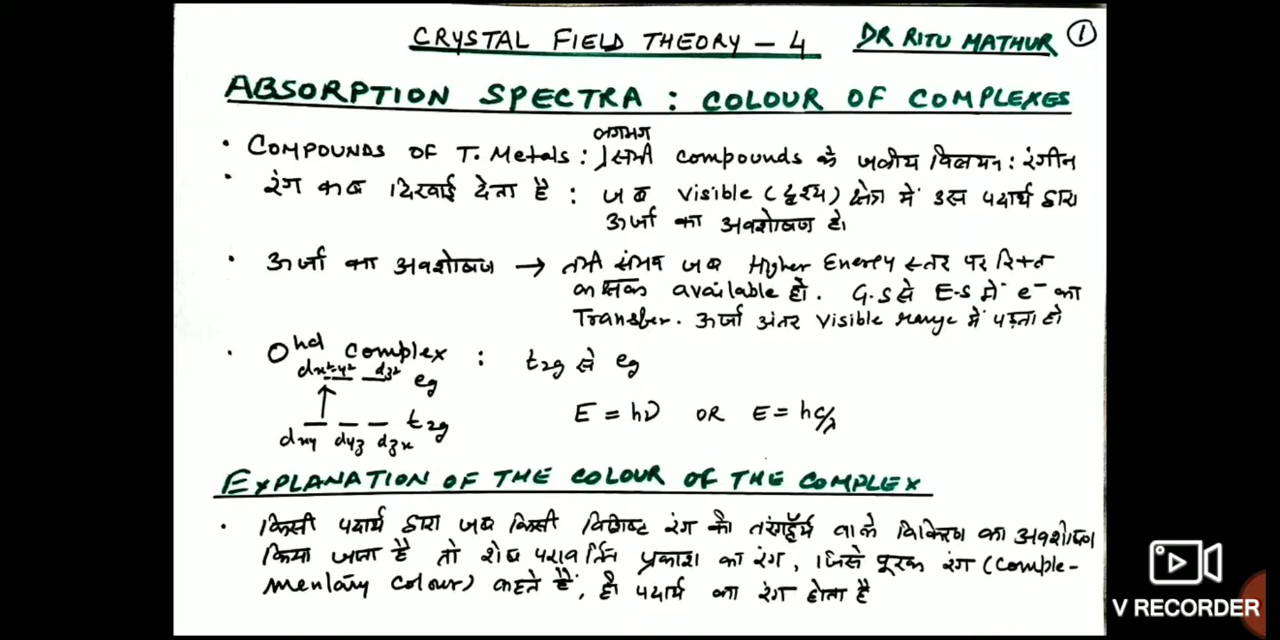 CRYSTAL FIELD THEORY – 4 DR RITU MATHUR ①
ABSORPTION SPECTRA : COLOUR OF COMPLEXES
लगभग
• COMPOUNDS OF T. Metals : सभी compounds के जलीय विलयन : रंगीन
• रंग कब दिखाई देता है : जब visible (दृश्य) क्षेत्र में उस पदार्थ द्वारा
ऊर्जा का अवशोषण हो।
• ऊर्जा का अवशोषण → तभी संभव जब Higher Energy स्तर पर रिक्त
कक्षक available हो. G.S से E.S में e⁻ का
Transfer. ऊर्जा अंतर visible range में पड़ता हो
• Ohd complex : t2g से eg
dx²-y² dz² eg
E = hν OR E = hc/λ
t2g
dxy dyz dzx
EXPLANATION OF THE COLOUR OF THE COMPLEX
• किसी पदार्थ द्वारा जब किसी विशिष्ट रंग की तरंगदैर्ध्य वाले विकिरण का अवशोषण
किया जाता है तो शेष परावर्तित प्रकाश का रंग, जिसे पूरक रंग (Comple-
mentary colour) कहते हैं, ही पदार्थ का रंग होता है
V RECORDER